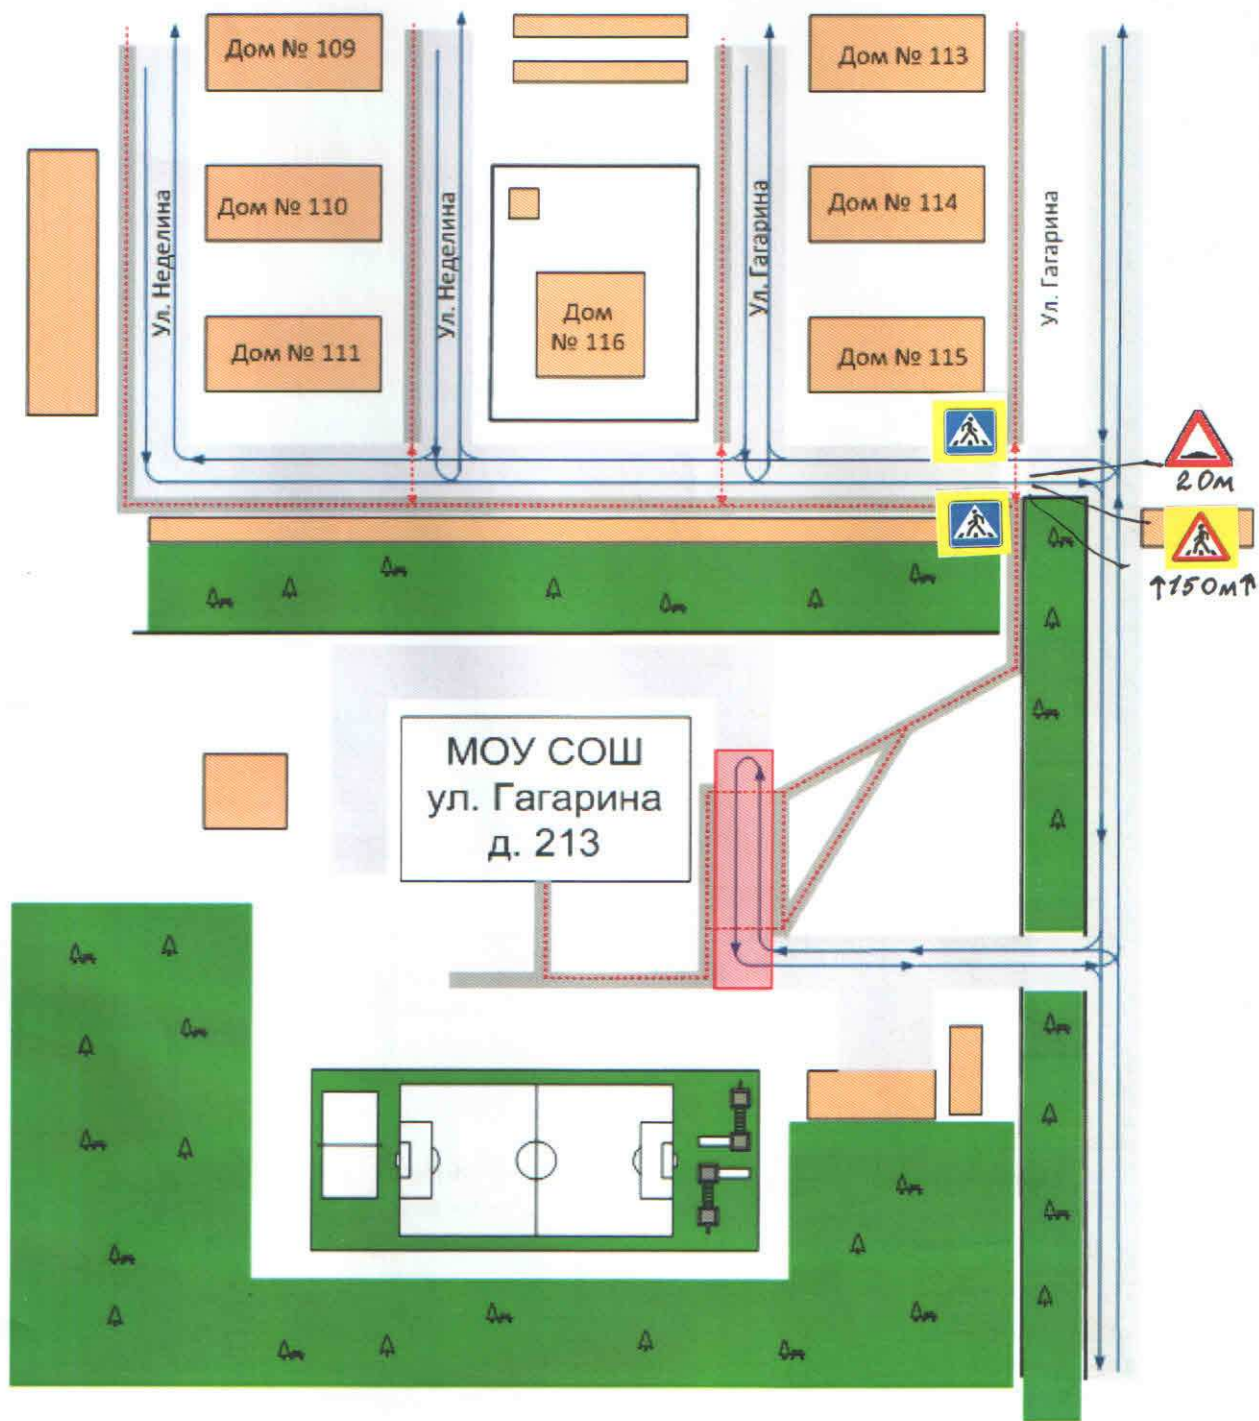 Дом № 109
Дом № 113
Дом № 110
Дом № 114
Ул. Неделина
Ул. Неделина
Ул. Гагарина
Ул. Гагарина
Дом № 111
Дом
№ 116
Дом № 115
20м
↑150м↑
МОУ СОШ
ул. Гагарина
д. 213